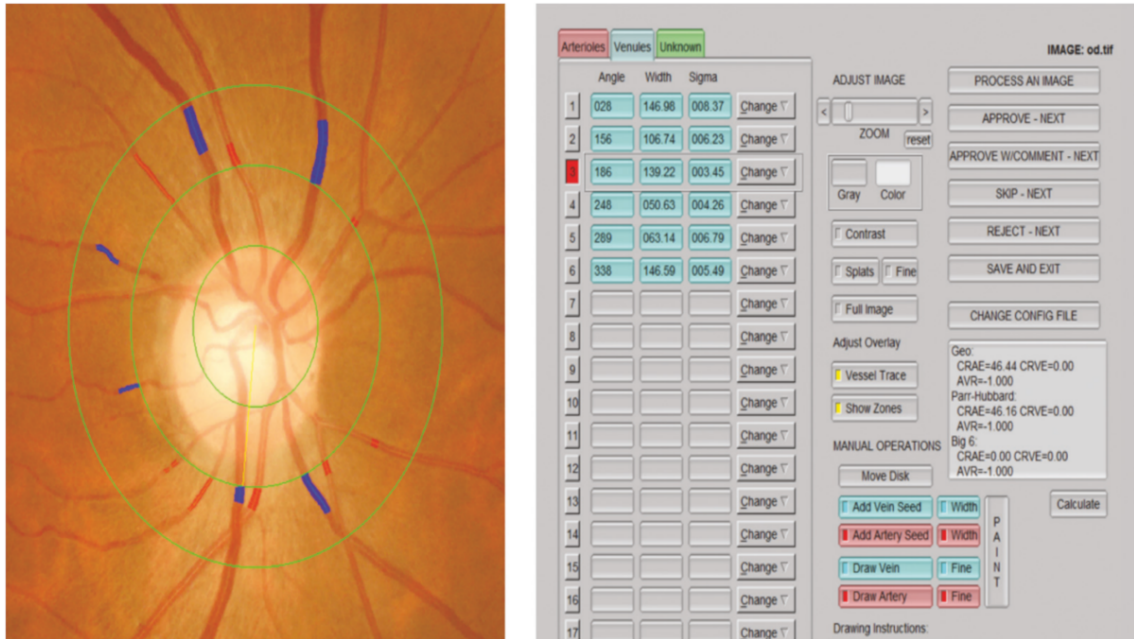 Arterioles Venules Unknown
IMAGE: od.tif
Angle Width Sigma
1 028 146.98 008.37 Change
2 156 106.74 006.23 Change
3 186 139.22 003.45 Change
4 248 050.63 004.26 Change
5 289 063.14 006.79 Change
6 338 146.59 005.49 Change
7 Change
8 Change
9 Change
10 Change
11 Change
12 Change
13 Change
14 Change
15 Change
16 Change
17 Change
ADJUST IMAGE
< >
ZOOM reset
Gray Color
Contrast
Splats Fine
Full Image
Adjust Overlay
Vessel Trace
Show Zones
MANUAL OPERATIONS
Move Disk
Add Vein Seed Width
Add Artery Seed Width
Draw Vein Fine
Draw Artery Fine
PAINT
Drawing Instructions:
PROCESS AN IMAGE
APPROVE - NEXT
APPROVE W/COMMENT - NEXT
SKIP - NEXT
REJECT - NEXT
SAVE AND EXIT
CHANGE CONFIG FILE
Geo:
CRAE=46.44 CRVE=0.00
AVR=-1.000
Parr-Hubbard:
CRAE=46.16 CRVE=0.00
AVR=-1.000
Big 6:
CRAE=0.00 CRVE=0.00
AVR=-1.000
Calculate